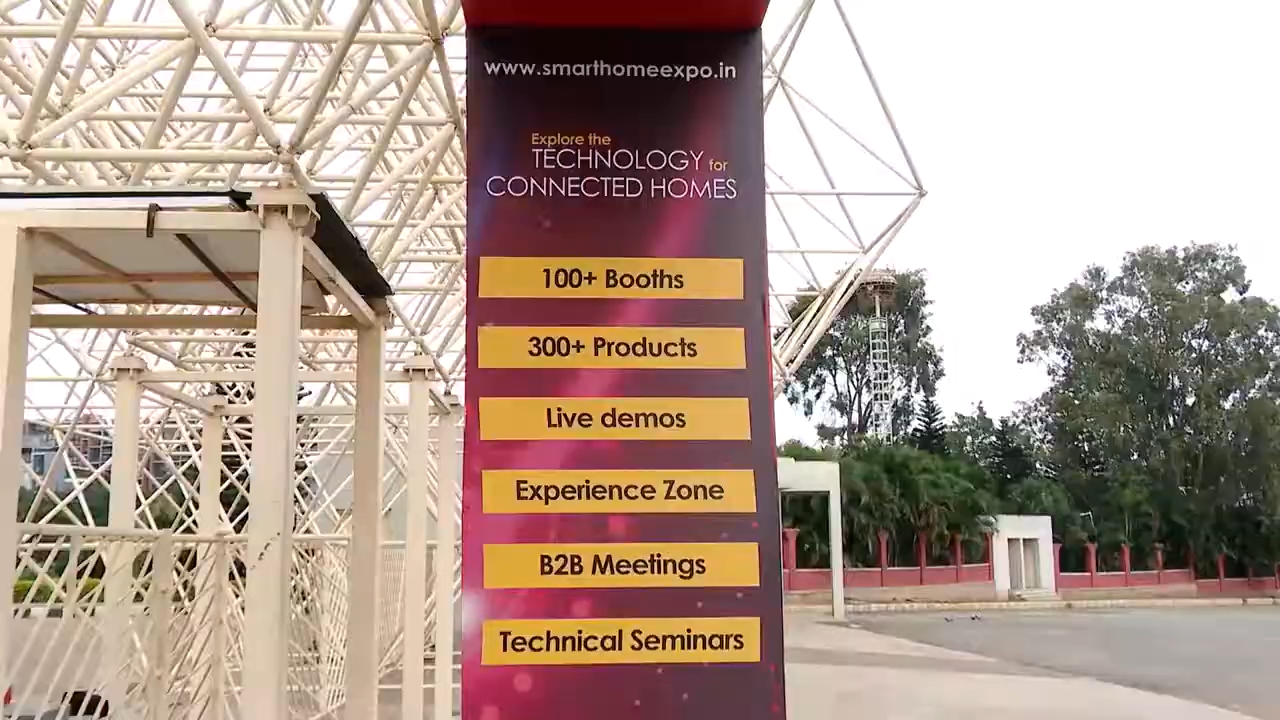 www.smarthomeexpo.in
Explore the
TECHNOLOGY for
CONNECTED HOMES
100+ Booths
300+ Products
Live demos
Experience Zone
B2B Meetings
Technical Seminars